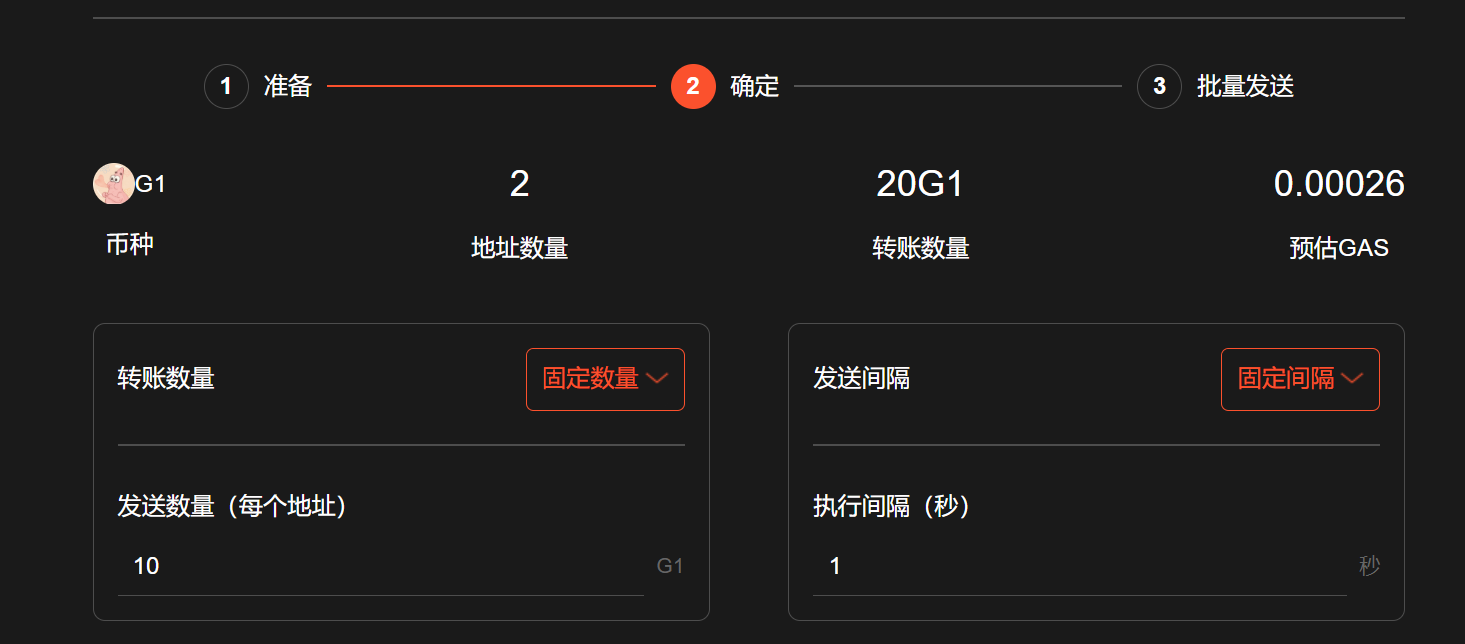 1 准备 2 确定 3 批量发送
G1 2 20G1 0.00026
币种 地址数量 转账数量 预估GAS
转账数量 固定数量 发送间隔 固定间隔
发送数量（每个地址） 执行间隔（秒）
10 G1 1 秒